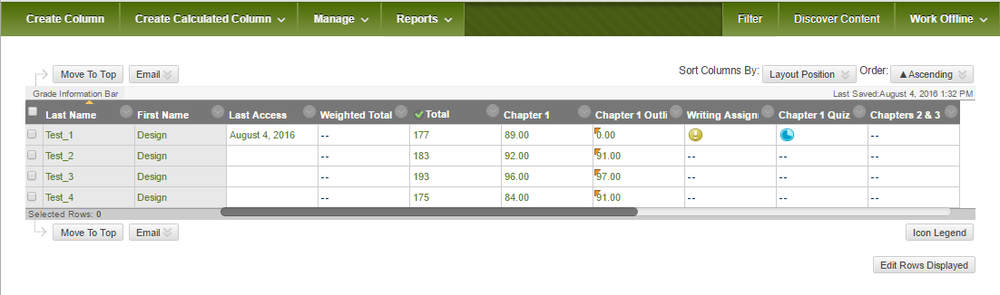 Create Column Create Calculated Column Manage Reports Filter Discover Content Work Offline
Sort Columns By: Layout Position Order: ▲Ascending
Move To Top Email
Grade Information Bar Last Saved:August 4, 2016 1:32 PM
Last Name First Name Last Access Weighted Total Total Chapter 1 Chapter 1 Outli Writing Assignm Chapter 1 Quiz Chapters 2 & 3
Test_1 Design August 4, 2016 -- 177 89.00 0.00 --
Test_2 Design -- 183 92.00 91.00 -- -- --
Test_3 Design -- 193 96.00 97.00 -- -- --
Test_4 Design -- 175 84.00 91.00 -- -- --
Selected Rows: 0
Move To Top Email Icon Legend
Edit Rows Displayed